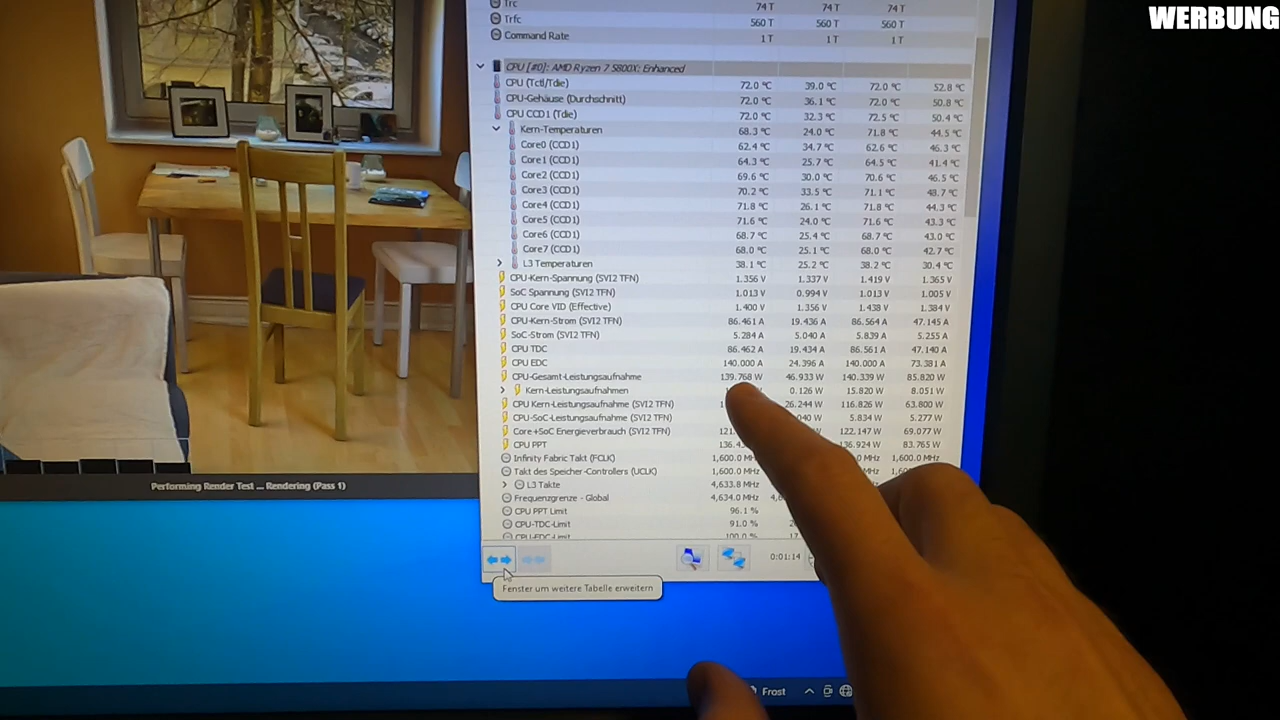 WERBUNG
Trc 74 T 74 T 74 T
Trfc 560 T 560 T 560 T
Command Rate 1 T 1 T 1 T
CPU [#0]: AMD Ryzen 7 5800X: Enhanced
CPU (Tctl/Tdie) 72.0 °C 39.0 °C 72.0 °C 52.8 °C
CPU-Gehäuse (Durchschnitt) 72.0 °C 36.1 °C 72.0 °C 50.8 °C
CPU CCD1 (Tdie) 72.0 °C 32.3 °C 72.5 °C 50.4 °C
Kern-Temperaturen 68.3 °C 24.0 °C 71.8 °C 44.5 °C
Core0 (CCD1) 62.4 °C 34.7 °C 62.6 °C 46.3 °C
Core1 (CCD1) 64.3 °C 25.7 °C 64.5 °C 41.4 °C
Core2 (CCD1) 69.6 °C 30.0 °C 70.6 °C 46.5 °C
Core3 (CCD1) 70.2 °C 33.5 °C 71.1 °C 48.7 °C
Core4 (CCD1) 71.8 °C 26.1 °C 71.8 °C 44.3 °C
Core5 (CCD1) 71.6 °C 24.0 °C 71.6 °C 43.3 °C
Core6 (CCD1) 68.7 °C 25.4 °C 68.7 °C 43.0 °C
Core7 (CCD1) 68.0 °C 25.1 °C 68.0 °C 42.7 °C
L3 Temperaturen 38.1 °C 25.2 °C 38.2 °C 30.4 °C
CPU-Kern-Spannung (SVI2 TFN) 1.356 V 1.337 V 1.419 V 1.365 V
SoC Spannung (SVI2 TFN) 1.013 V 0.994 V 1.013 V 1.005 V
CPU Core VID (Effective) 1.400 V 1.356 V 1.438 V 1.384 V
CPU-Kern-Strom (SVI2 TFN) 86.461 A 19.436 A 86.564 A 47.145 A
SoC-Strom (SVI2 TFN) 5.284 A 5.040 A 5.839 A 5.255 A
CPU TDC 86.462 A 19.434 A 86.561 A 47.140 A
CPU EDC 140.000 A 24.396 A 140.000 A 73.381 A
CPU-Gesamt-Leistungsaufnahme 139.768 W 46.933 W 140.339 W 85.820 W
Kern-Leistungsaufnahmen 0.126 W 15.820 W 8.051 W
CPU Kern-Leistungsaufnahme (SVI2 TFN) 26.244 W 116.826 W 63.800 W
CPU-SoC-Leistungsaufnahme (SVI2 TFN) 5.834 W 5.277 W
Core+SoC Energieverbrauch (SVI2 TFN) 122.147 W 69.077 W
CPU PPT 136.924 W 83.765 W
Infinity Fabric Takt (FCLK) 1,600.0 MHz
Takt des Speicher-Controllers (UCLK) 1,600.0 MHz
L3 Takte 4,633.8 MHz
Frequenzgrenze - Global 4,634.0 MHz
CPU PPT Limit 96.1 %
CPU-TDC-Limit 91.0 %
CPU-EDC-Limit 100.0 %
Performing Render Test ... Rendering (Pass 1)
0:01:14
Fenster um weitere Tabelle erweitern
Frost